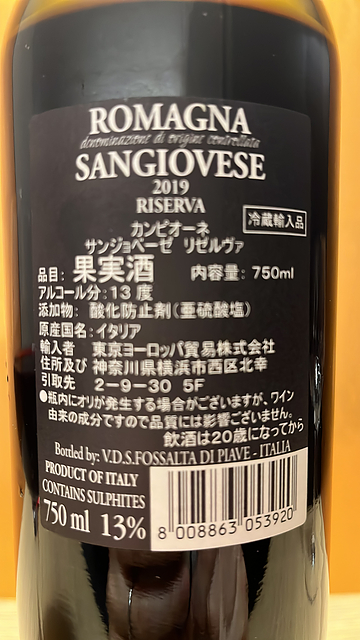 ROMAGNA
denominazione di origine controllata
SANGIOVESE
2019
RISERVA
冷蔵輸入品
カンピオーネ
サンジョベーゼ リゼルヴァ
品目: 果実酒 内容量: 750ml
アルコール分: 13 度
添加物: 酸化防止剤(亜硫酸塩)
原産国名: イタリア
輸入者 東京ヨーロッパ貿易株式会社
住所及び 神奈川県横浜市西区北幸
引取先 2-9-30 5F
●瓶内にオリが発生する場合がございますが、ワイン
由来の成分ですので品質には影響ございません。
飲酒は20歳になってから
Bottled by: V.D.S.FOSSALTA DI PIAVE - ITALIA
PRODUCT OF ITALY
CONTAINS SULPHITES
750 ml 13%
8 008863 053920